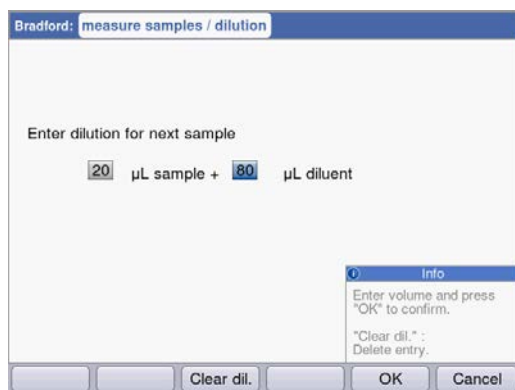 Bradford: measure samples / dilution
Enter dilution for next sample
20 µL sample + 80 µL diluent
Info
Enter volume and press
"OK" to confirm.
"Clear dil." :
Delete entry.
Clear dil. OK Cancel